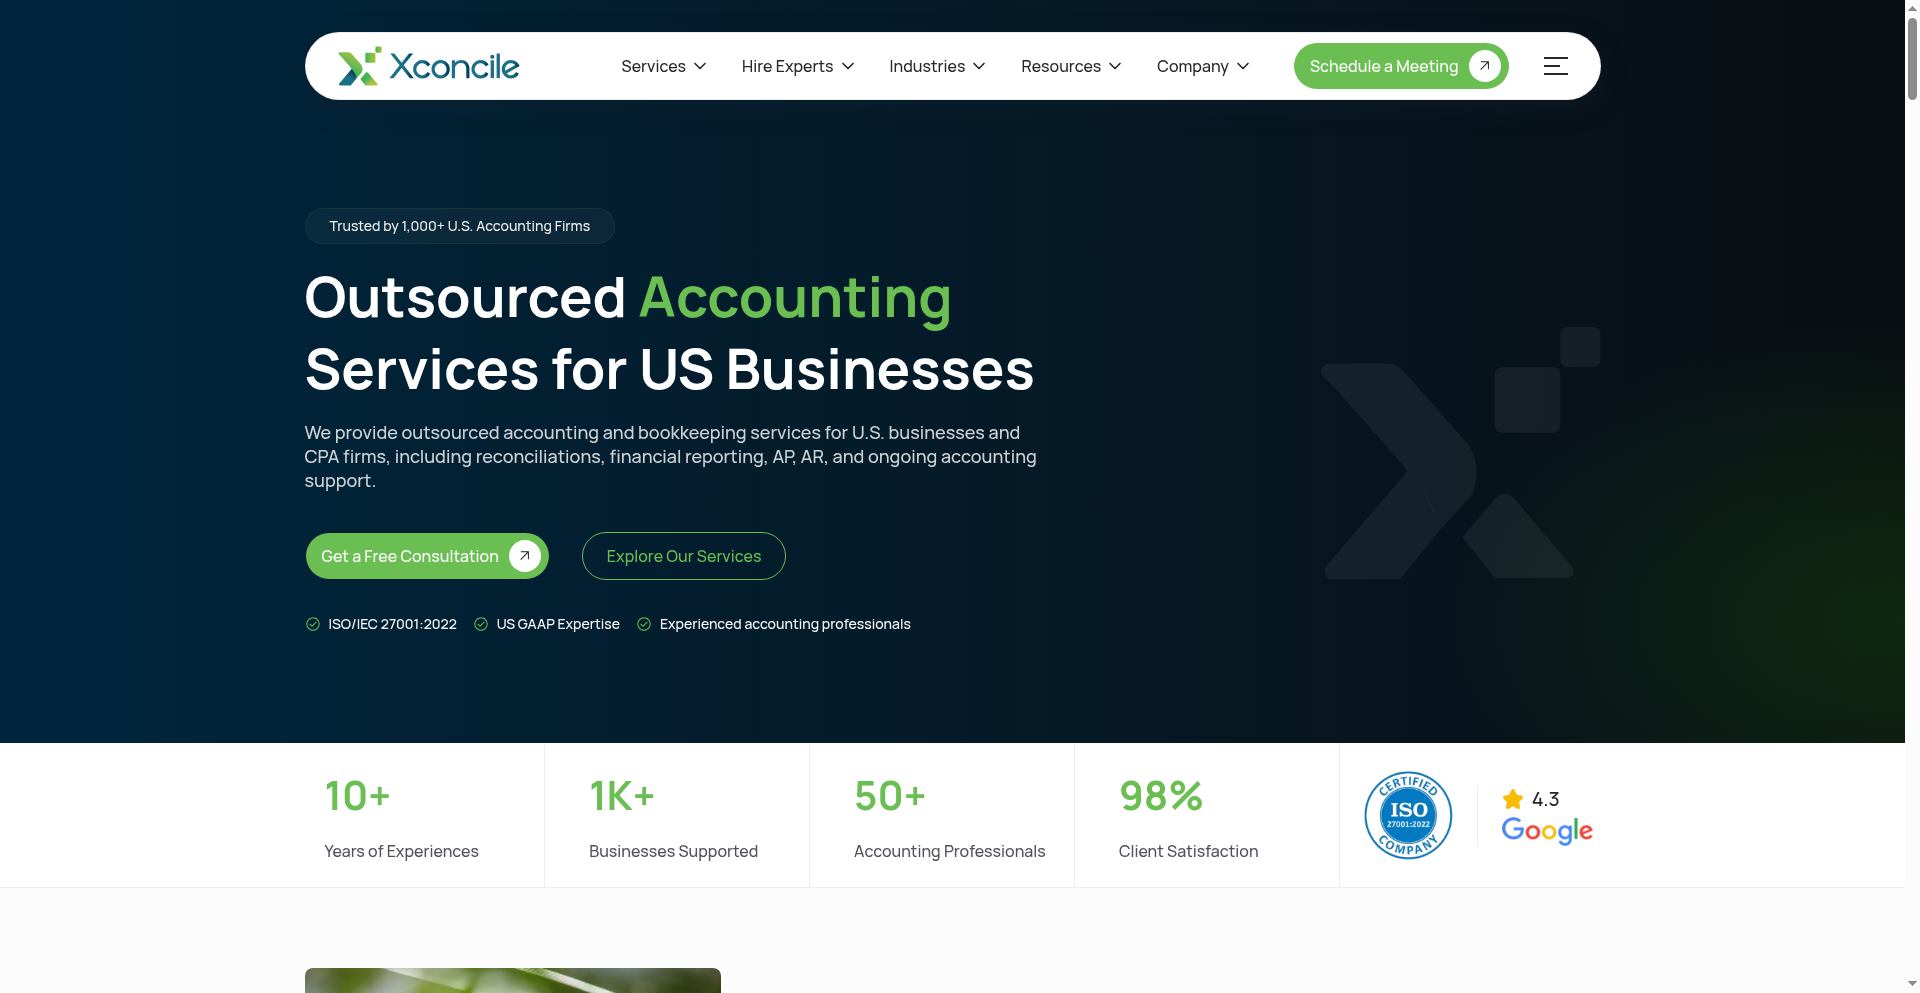 Xconcile
Services
Hire Experts
Industries
Resources
Company
Schedule a Meeting
Trusted by 1,000+ U.S. Accounting Firms
Outsourced Accounting
Services for US Businesses
We provide outsourced accounting and bookkeeping services for U.S. businesses and
CPA firms, including reconciliations, financial reporting, AP, AR, and ongoing accounting
support.
Get a Free Consultation
Explore Our Services
ISO/IEC 27001:2022
US GAAP Expertise
Experienced accounting professionals
10+
Years of Experiences
1K+
Businesses Supported
50+
Accounting Professionals
98%
Client Satisfaction
CERTIFIED
ISO
27001:2022
COMPANY
4.3
Google